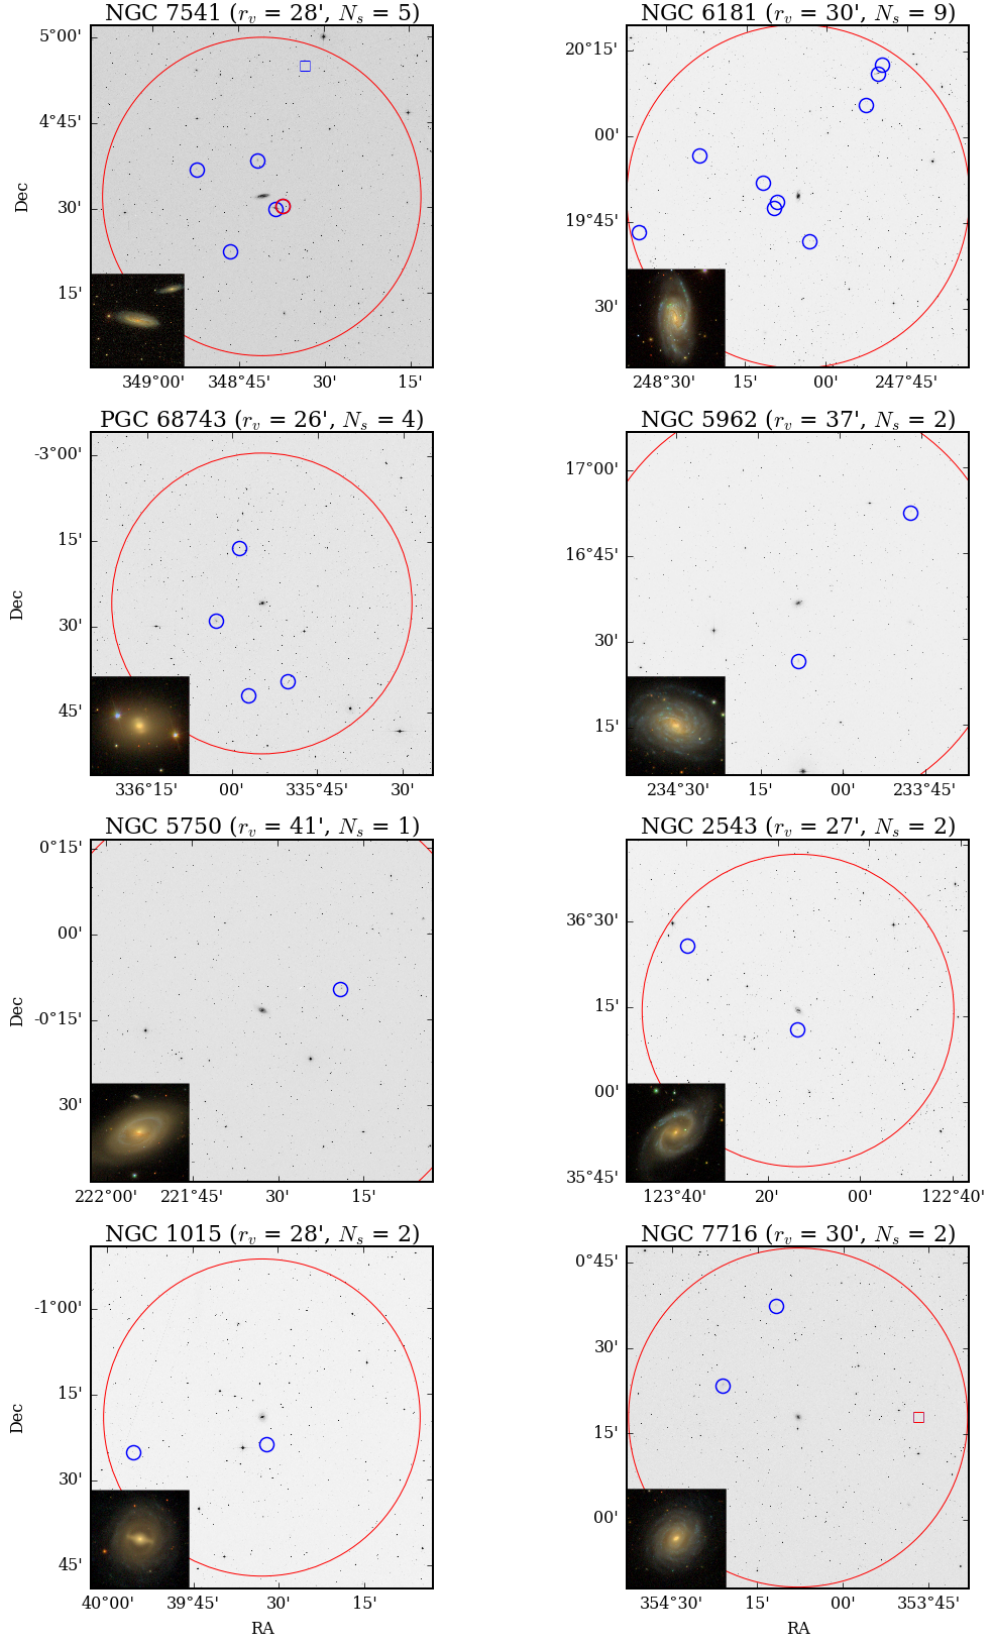 NGC 7541 (r_v = 28', N_s = 5)
5°00'
4°45'
30'
15'
Dec
349°00' 348°45' 30' 15'
NGC 6181 (r_v = 30', N_s = 9)
20°15'
00'
19°45'
30'
248°30' 15' 00' 247°45'
PGC 68743 (r_v = 26', N_s = 4)
-3°00'
15'
30'
45'
Dec
336°15' 00' 335°45' 30'
NGC 5962 (r_v = 37', N_s = 2)
17°00'
16°45'
30'
15'
234°30' 15' 00' 233°45'
NGC 5750 (r_v = 41', N_s = 1)
0°15'
00'
-0°15'
30'
Dec
222°00' 221°45' 30' 15'
NGC 2543 (r_v = 27', N_s = 2)
36°30'
15'
00'
35°45'
123°40' 20' 00' 122°40'
NGC 1015 (r_v = 28', N_s = 2)
-1°00'
15'
30'
45'
Dec
40°00' 39°45' 30' 15'
RA
NGC 7716 (r_v = 30', N_s = 2)
0°45'
30'
15'
00'
354°30' 15' 00' 353°45'
RA